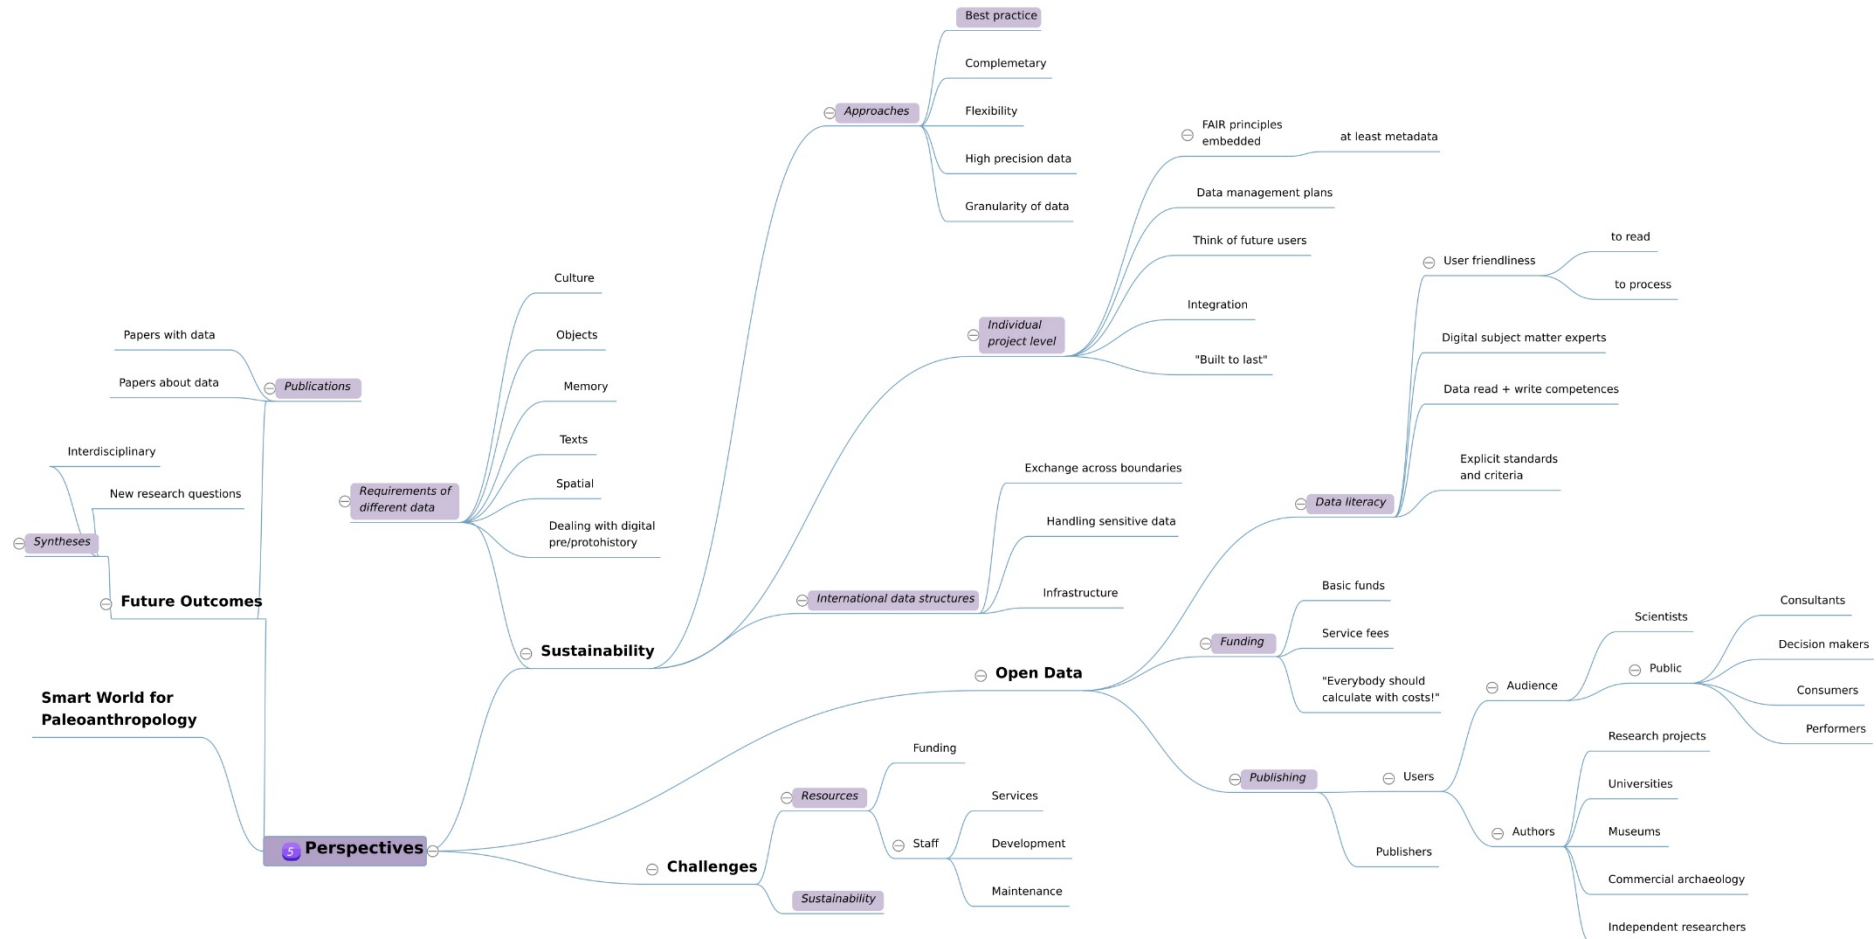 Best practice
Complemetary
Approaches
Flexibility
High precision data
Granularity of data
FAIR principles
embedded
at least metadata
Data management plans
Think of future users
Individual
project level
Integration
"Built to last"
to read
User friendliness
to process
Digital subject matter experts
Data read + write competences
Explicit standards
and criteria
Data literacy
Culture
Objects
Memory
Texts
Requirements of
different data
Spatial
Dealing with digital
pre/protohistory
Papers with data
Papers about data
Publications
Interdisciplinary
New research questions
Syntheses
Future Outcomes
Exchange across boundaries
Handling sensitive data
International data structures
Infrastructure
Sustainability
Open Data
Basic funds
Funding
Service fees
"Everybody should
calculate with costs!"
Smart World for
Paleoanthropology
Scientists
Audience
Public
Consultants
Decision makers
Consumers
Performers
Publishing
Users
Authors
Research projects
Universities
Museums
Commercial archaeology
Independent researchers
Publishers
5 Perspectives
Challenges
Resources
Funding
Staff
Services
Development
Maintenance
Sustainability